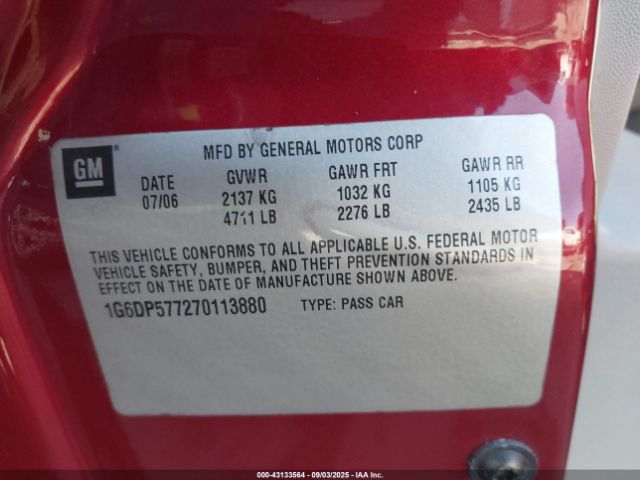 GM
MFD BY GENERAL MOTORS CORP
DATE GVWR GAWR FRT GAWR RR
07/06 2137 KG 1032 KG 1105 KG
4711 LB 2276 LB 2435 LB
THIS VEHICLE CONFORMS TO ALL APPLICABLE U.S. FEDERAL MOTOR
VEHICLE SAFETY, BUMPER, AND THEFT PREVENTION STANDARDS IN
EFFECT ON THE DATE OF MANUFACTURE SHOWN ABOVE.
1G6DP577270113880 TYPE: PASS CAR
000-43133564 - 09/03/2025 - IAA Inc.